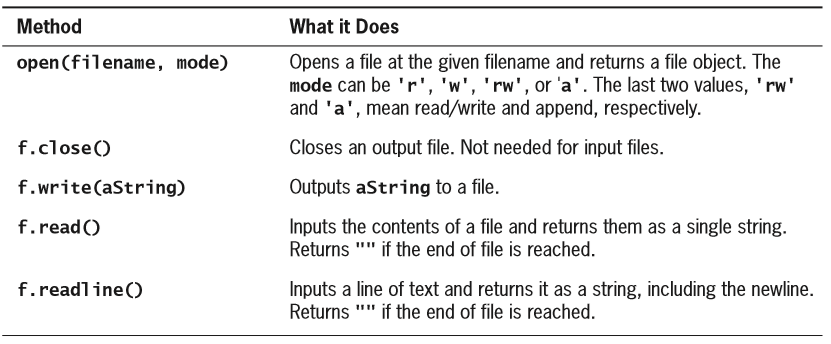 Method What it Does
open(filename, mode) Opens a file at the given filename and returns a file object. The
mode can be 'r', 'w', 'rw', or 'a'. The last two values, 'rw'
and 'a', mean read/write and append, respectively.
f.close() Closes an output file. Not needed for input files.
f.write(aString) Outputs aString to a file.
f.read() Inputs the contents of a file and returns them as a single string.
Returns "" if the end of file is reached.
f.readline() Inputs a line of text and returns it as a string, including the newline.
Returns "" if the end of file is reached.